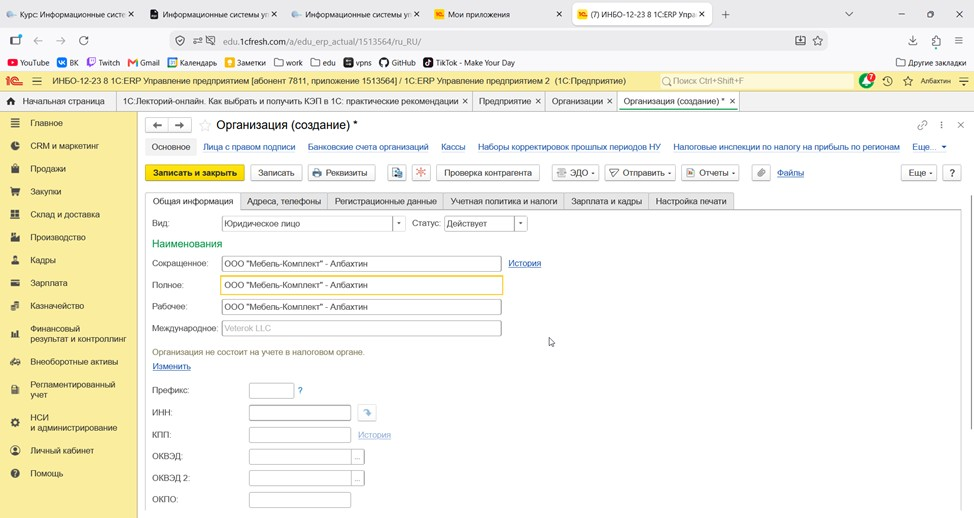 Курс: Информационные систем
Информационные системы уп
Информационные системы уп
Мои приложения
(7) ИНБО-12-23 8 1С:ERP Упра
edu.1cfresh.com/a/edu_erp_actual/1513564/ru_RU/
YouTube ВК Twitch Gmail Календарь Заметки work edu vpns GitHub TikTok - Make Your Day Другие закладки
1С ИНБО-12-23 8 1С:ERP Управление предприятием [абонент 7811, приложение 1513564] / 1С:ERP Управление предприятием 2 (1С:Предприятие) Поиск Ctrl+Shift+F 7 Албахтин
Начальная страница 1С:Лекторий-онлайн. Как выбрать и получить КЭП в 1С: практические рекомендации Предприятие Организации Организация (создание) *
Главное
CRM и маркетинг
Продажи
Закупки
Склад и доставка
Производство
Кадры
Зарплата
Казначейство
Финансовый
результат и контроллинг
Внеоборотные активы
Регламентированный
учет
НСИ
и администрирование
Личный кабинет
Помощь
Организация (создание) *
Основное Лица с правом подписи Банковские счета организаций Кассы Наборы корректировок прошлых периодов НУ Налоговые инспекции по налогу на прибыль по регионам Еще...
Записать и закрыть Записать Реквизиты Проверка контрагента ЭДО Отправить Отчеты Файлы Еще ?
Общая информация Адреса, телефоны Регистрационные данные Учетная политика и налоги Зарплата и кадры Настройка печати
Вид: Юридическое лицо Статус: Действует
Наименования
Сокращенное: ООО "Мебель-Комплект" - Албахтин История
Полное: ООО "Мебель-Комплект" - Албахтин
Рабочее: ООО "Мебель-Комплект" - Албахтин
Международное: Veterok LLC
Организация не состоит на учете в налоговом органе.
Изменить
Префикс: ?
ИНН:
КПП: История
ОКВЭД: ...
ОКВЭД 2: ...
ОКПО: